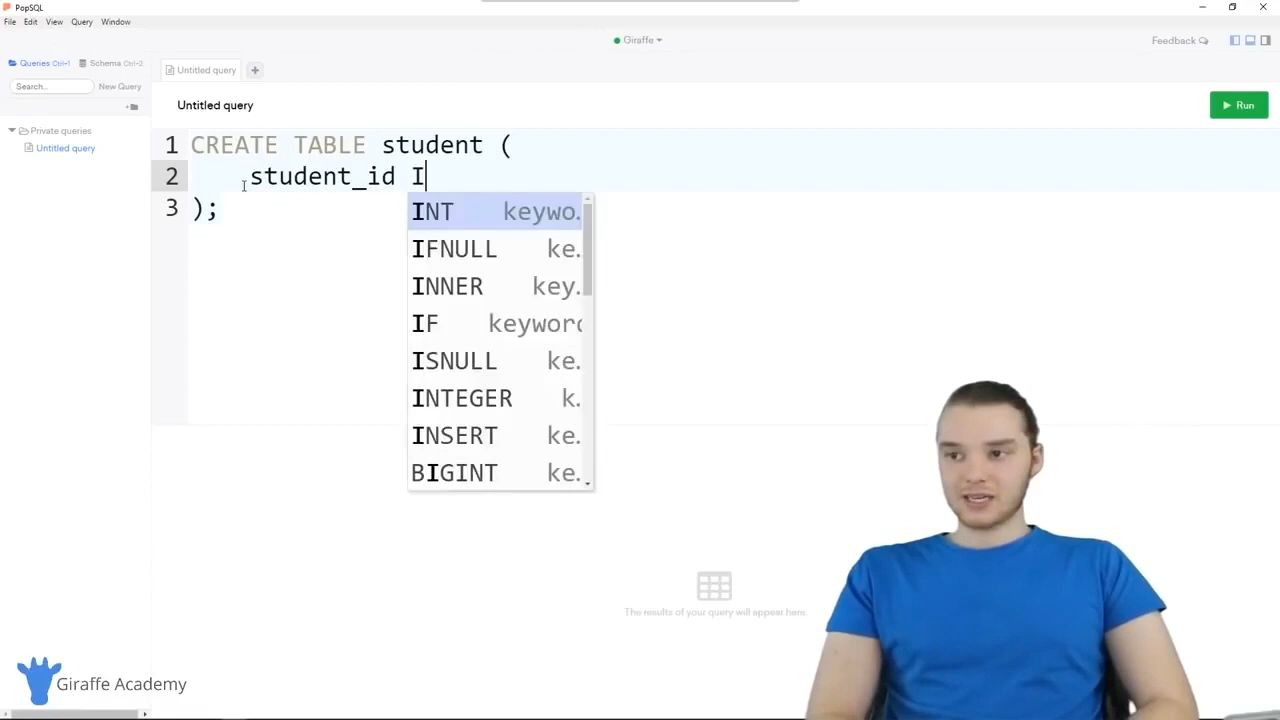 PopSQL
File Edit View Query Window
Giraffe
Feedback
Queries Ctrl+1 Schema Ctrl+2
Untitled query +
Search... New Query
Untitled query
Run
Private queries
Untitled query
1 CREATE TABLE student (
2 student_id I
3 );
INT keywo.
IFNULL ke.
INNER key.
IF keyword
ISNULL ke.
INTEGER k.
INSERT ke.
BIGINT ke.
The results of your query will appear here.
Giraffe Academy